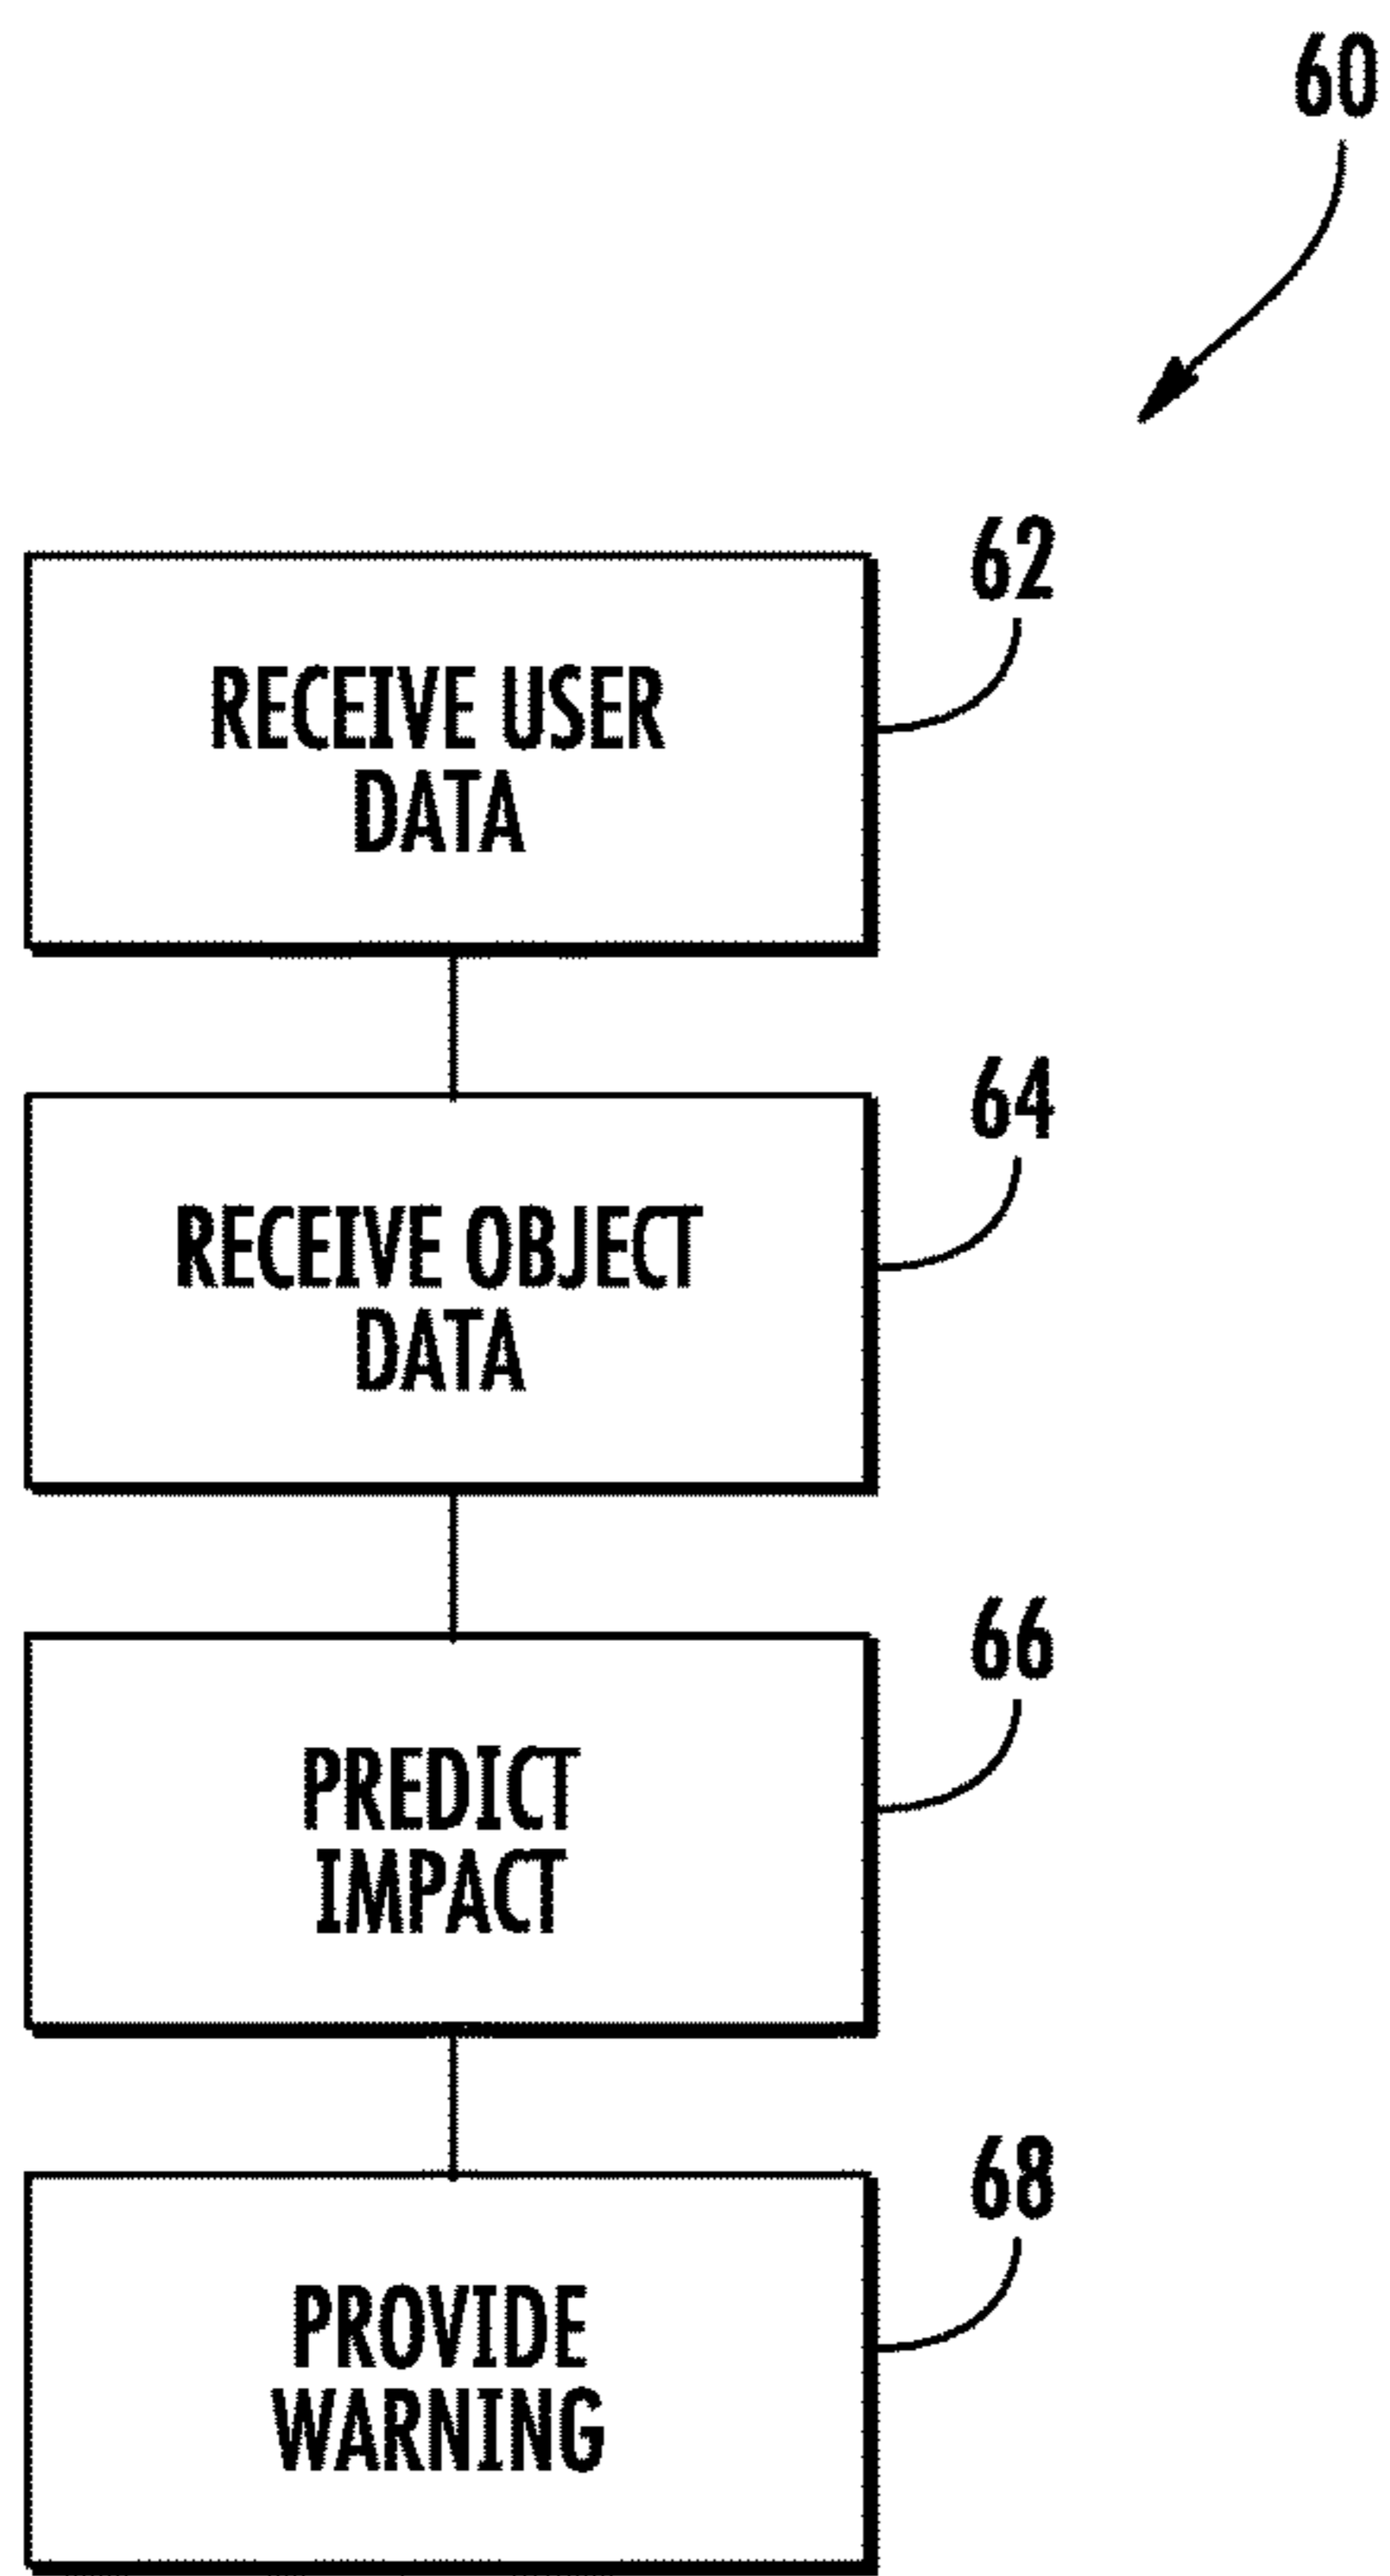 60
62
RECEIVE USER
DATA
64
RECEIVE OBJECT
DATA
66
PREDICT
IMPACT
68
PROVIDE
WARNING